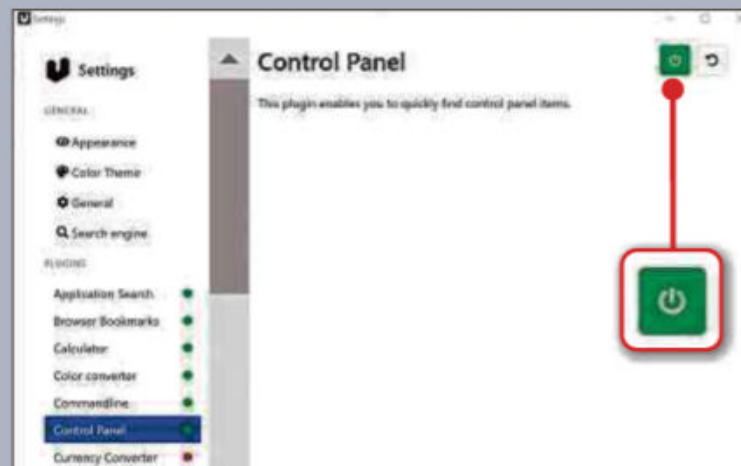 Settings
Settings
Control Panel
This plugin enables you to quickly find control panel items.
GENERAL
Appearance
Color Theme
General
Search engine
PLUGINS
Application Search
Browser Bookmarks
Calculator
Color converter
Commandline
Control Panel
Currency Converter